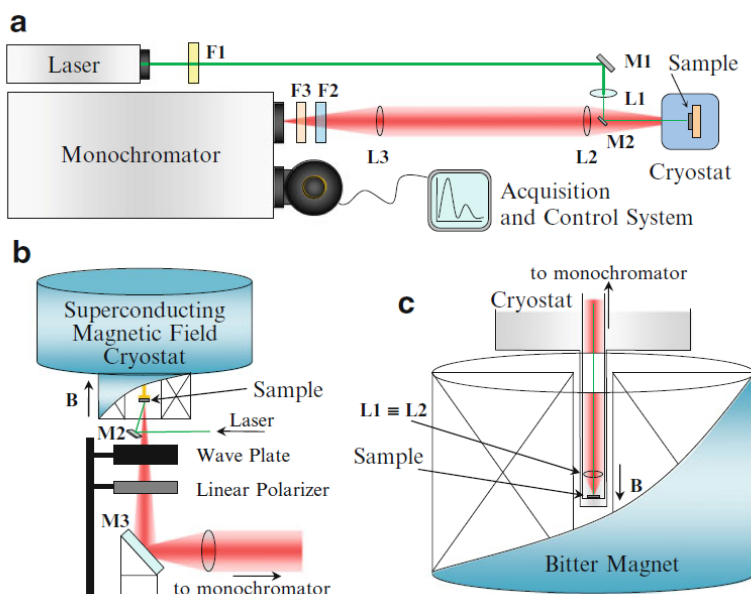 a
F1
Laser
M1
Sample
F3 F2
L1
M2
Monochromator
L3
L2
Cryostat
Acquisition
and Control System
b
Superconducting
Magnetic Field
Cryostat
B
Sample
Laser
M2
Wave Plate
Linear Polarizer
M3
to monochromator
c
to monochromator
Cryostat
L1 ≡ L2
Sample
B
Bitter Magnet